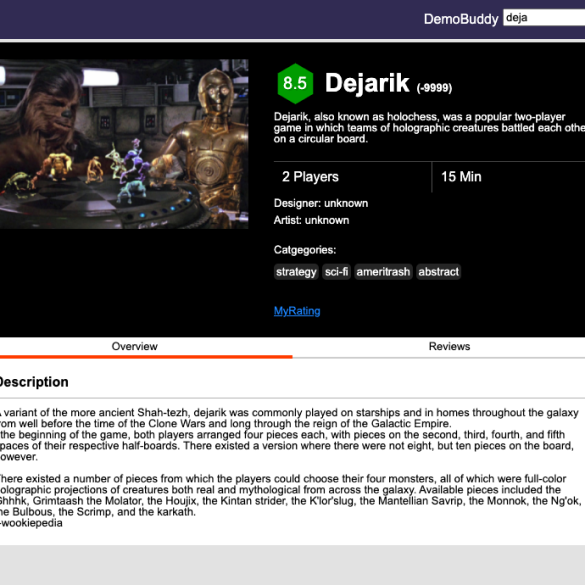 DemoBuddy deja
8.5 Dejarik (-9999)
Dejarik, also known as holochess, was a popular two-player
game in which teams of holographic creatures battled each othe
on a circular board.
2 Players 15 Min
Designer: unknown
Artist: unknown
Catgegories:
strategy sci-fi ameritrash abstract
MyRating
Overview Reviews
Description
variant of the more ancient Shah-tezh, dejarik was commonly played on starships and in homes throughout the galaxy
rom well before the time of the Clone Wars and long through the reign of the Galactic Empire.
the beginning of the game, both players arranged four pieces each, with pieces on the second, third, fourth, and fifth
paces of their respective half-boards. There existed a version where there were not eight, but ten pieces on the board,
owever.
here existed a number of pieces from which the players could choose their four monsters, all of which were full-color
olographic projections of creatures both real and mythological from across the galaxy. Available pieces included the
Ghhhk, Grimtaash the Molator, the Houjix, the Kintan strider, the K'lor'slug, the Mantellian Savrip, the Monnok, the Ng'ok,
he Bulbous, the Scrimp, and the karkath.
-wookiepedia